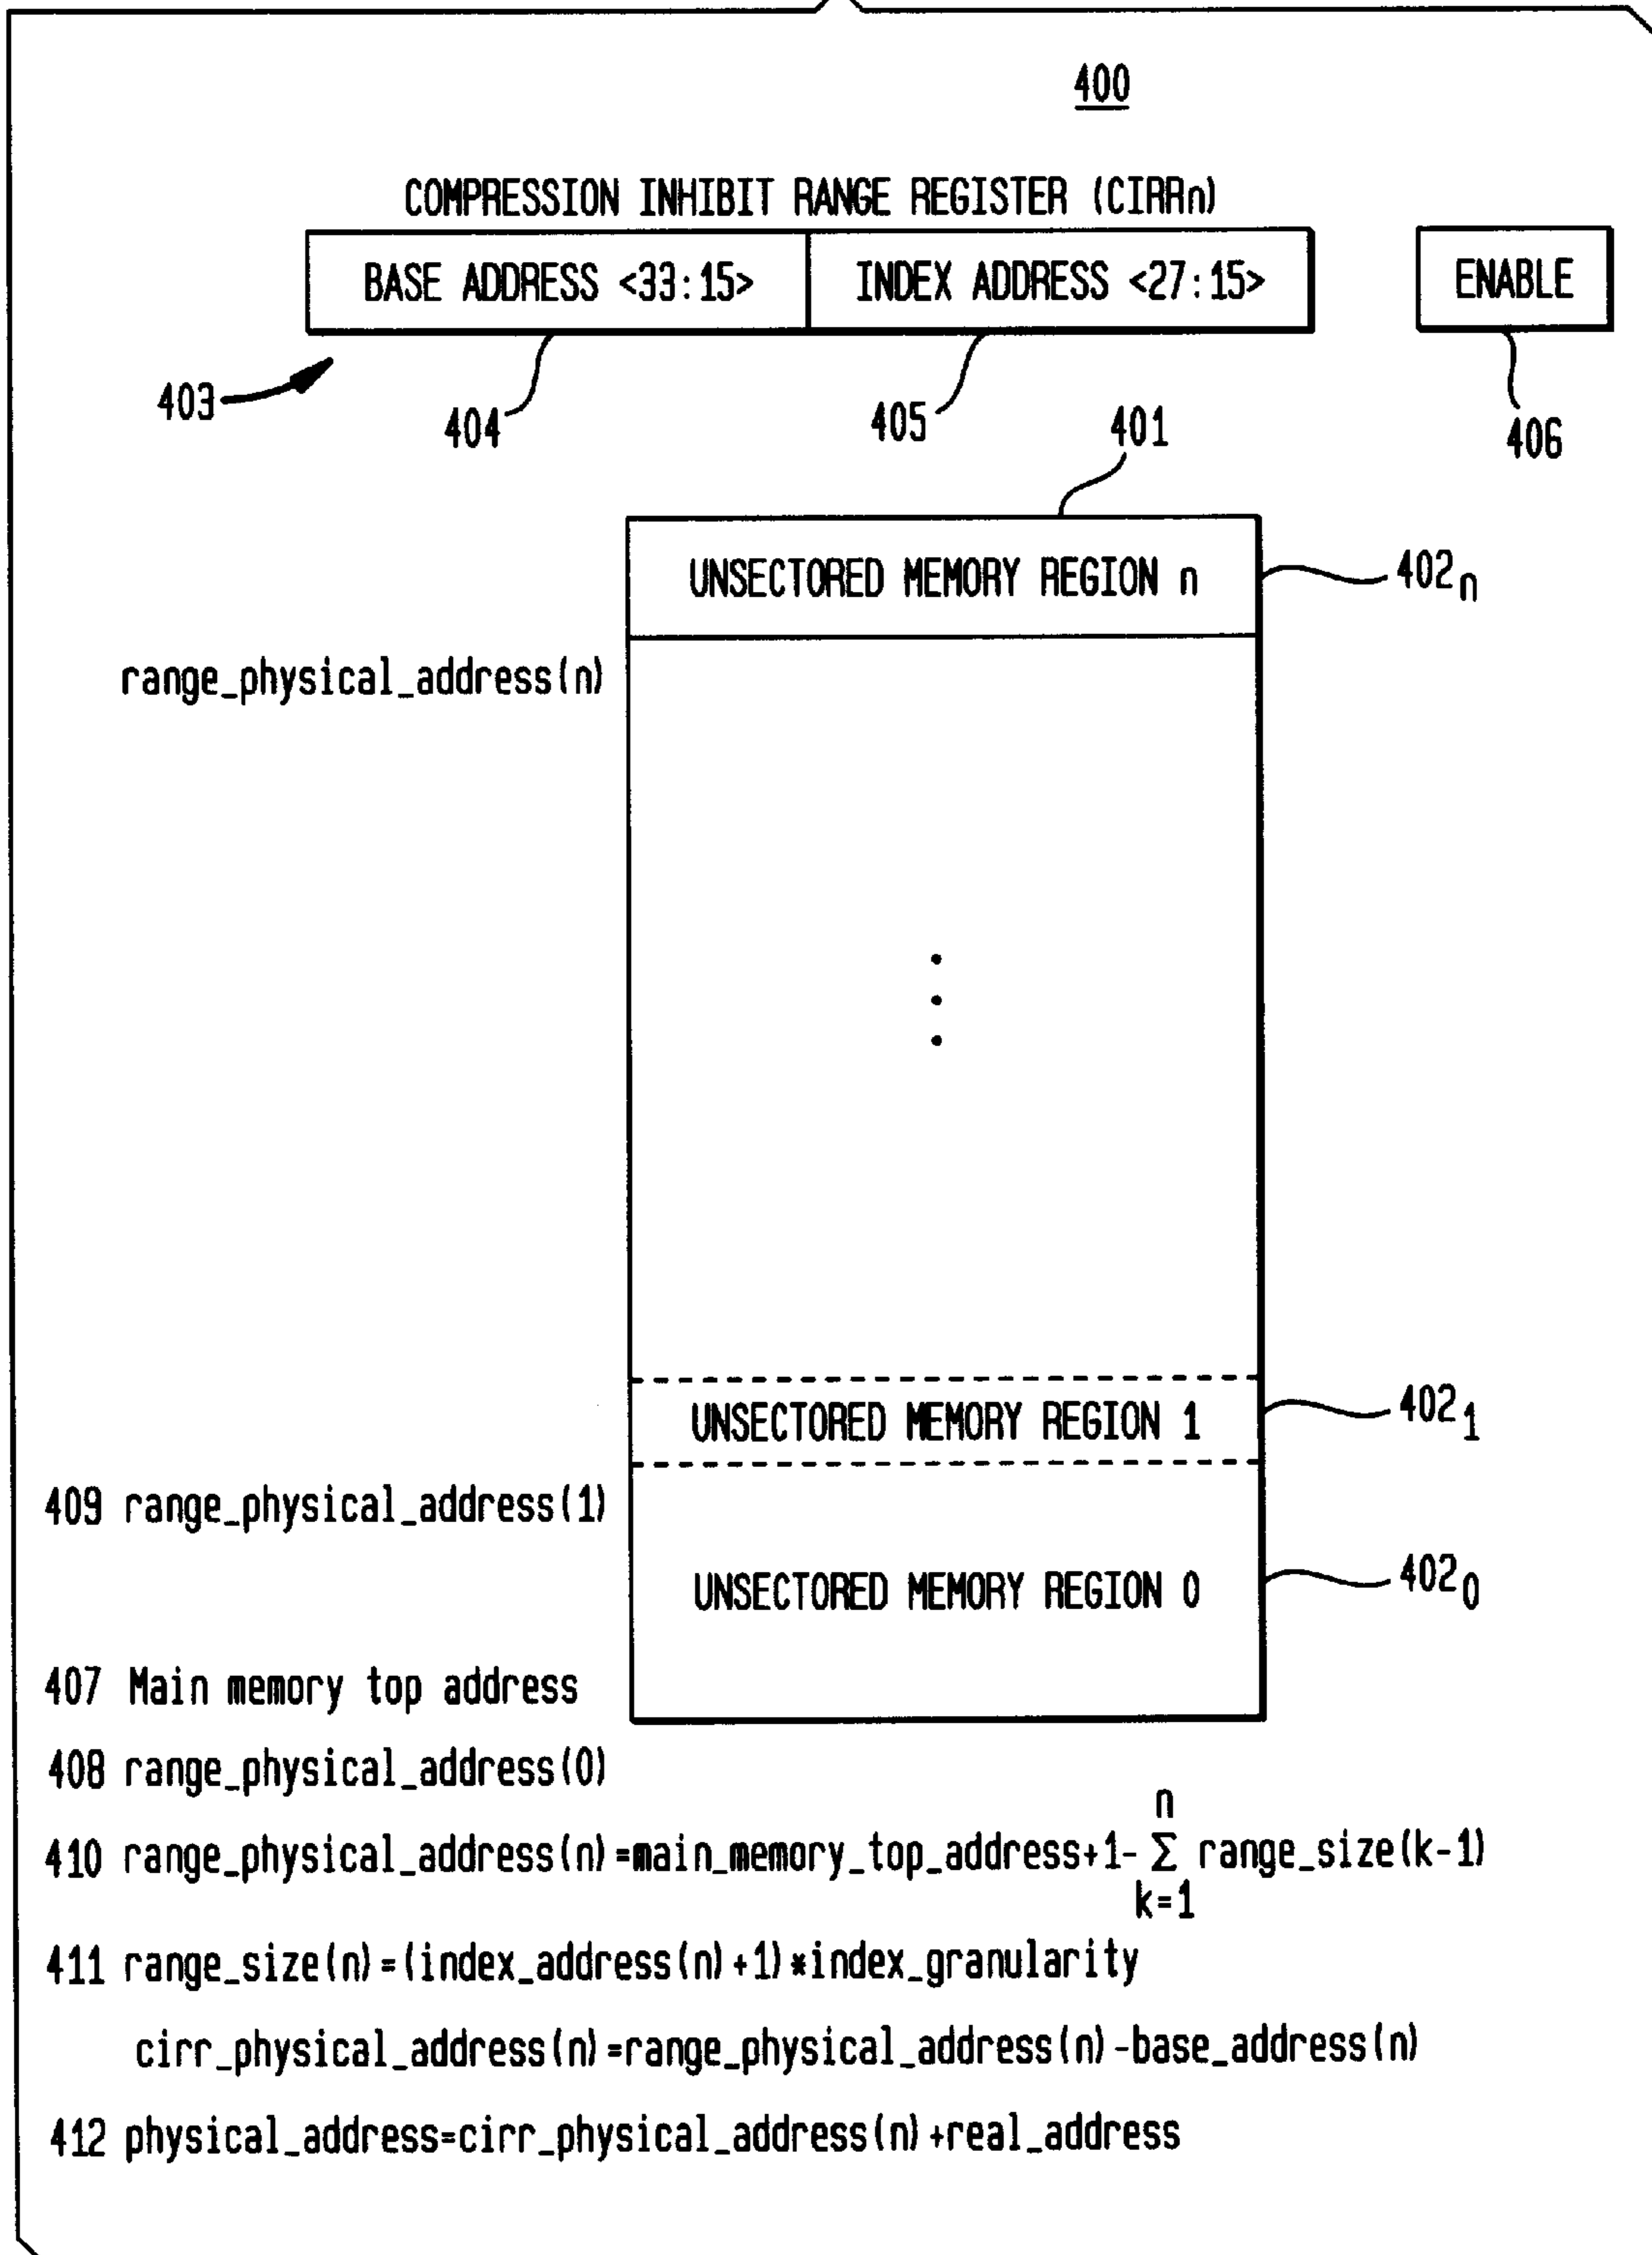 400
COMPRESSION INHIBIT RANGE REGISTER (CIRRn)
BASE ADDRESS <33:15> INDEX ADDRESS <27:15> ENABLE
403
404
405
401
406
UNSECTORED MEMORY REGION n
402n
range_physical_address(n)
UNSECTORED MEMORY REGION 1
4021
409 range_physical_address(1)
UNSECTORED MEMORY REGION 0
4020
407 Main memory top address
408 range_physical_address(0)
n
410 range_physical_address(n)=main_memory_top_address+1-Σ range_size(k-1)
k=1
411 range_size(n)=(index_address(n)+1)*index_granularity
cirr_physical_address(n)=range_physical_address(n)-base_address(n)
412 physical_address=cirr_physical_address(n)+real_address